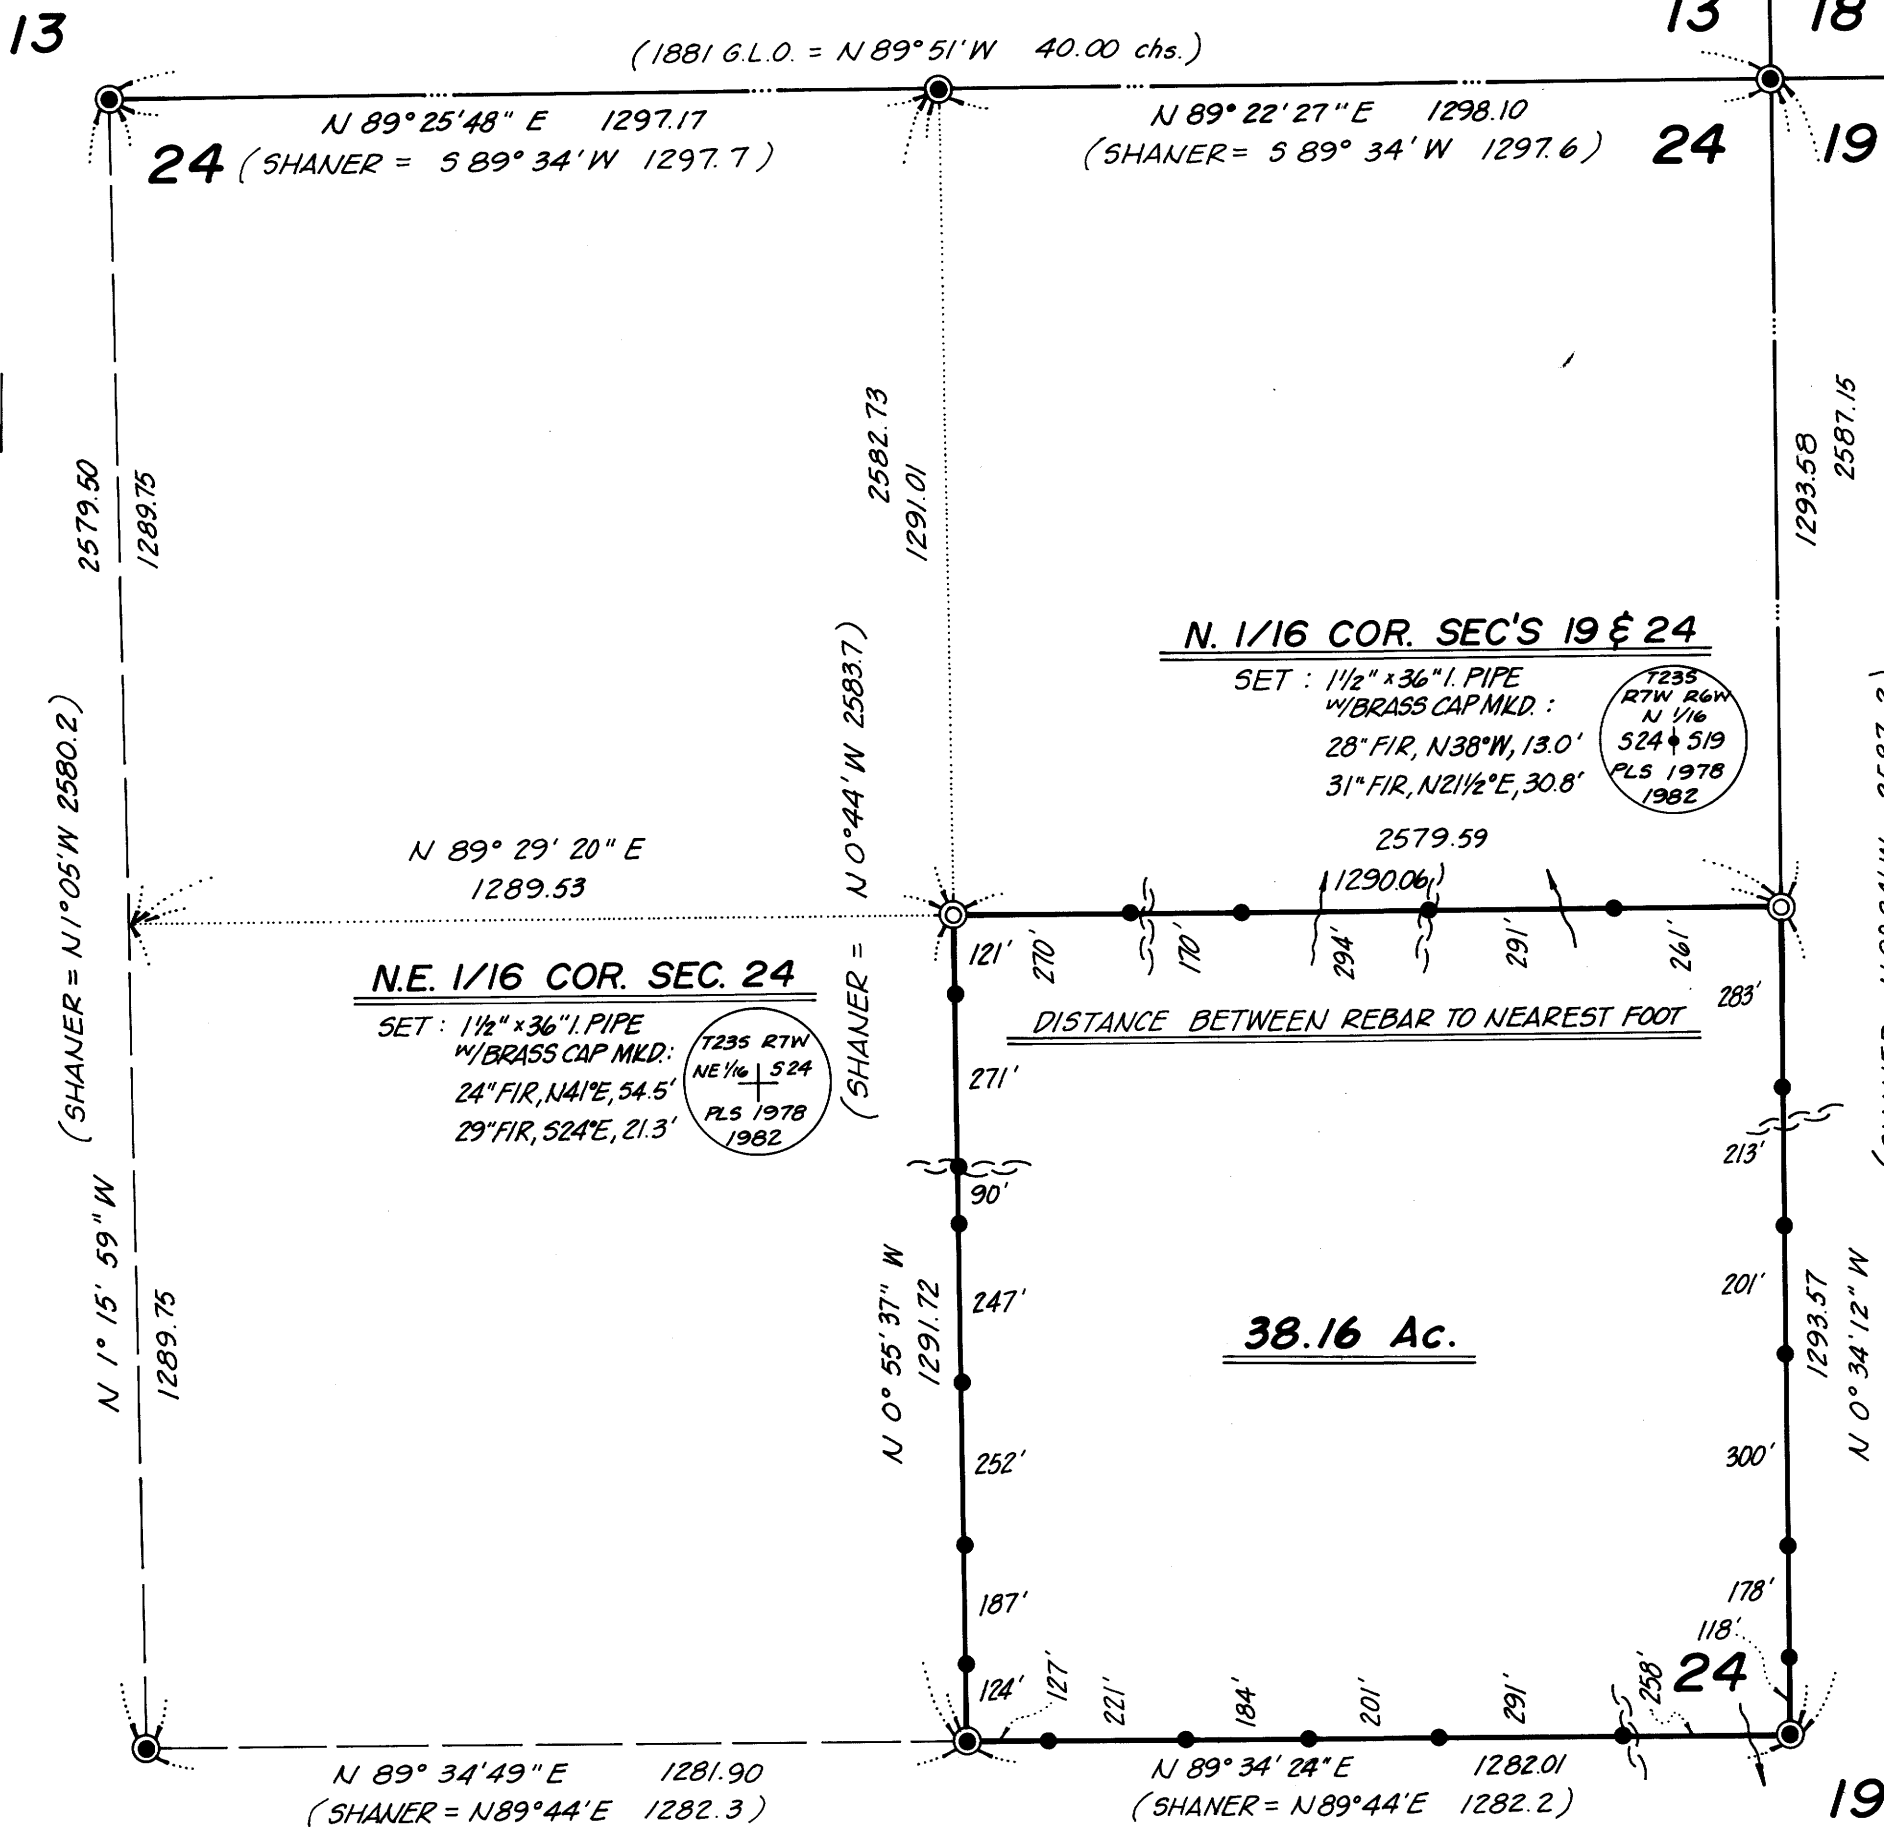 13
13
18
(1881 G.L.O. = N 89° 51' W 40.00 chs.)
N 89° 25' 48" E 1297.17
24 (SHANER = S 89° 34' W 1297.7)
N 89° 22' 27" E 1298.10
(SHANER = S 89° 34' W 1297.6)
24
19
2579.50
1289.75
2582.73
1291.01
1293.58
2587.15
(SHANER = N 1° 05' W 2580.2)
(SHANER = N 0° 44' W 2583.7)
N. 1/16 COR. SEC'S 19 & 24
SET : 1 1/2" x 36" I. PIPE
W/BRASS CAP MKD. :
28" FIR, N38°W, 13.0'
31" FIR, N21 1/2°E, 30.8'
T23S
R7W R6W
N 1/16
S24 S19
PLS 1978
1982
N 89° 29' 20" E
1289.53
2579.59
1290.06
121'
270'
170'
294'
291'
261'
283'
N.E. 1/16 COR. SEC. 24
SET : 1 1/2" x 36" I. PIPE
W/BRASS CAP MKD. :
24" FIR, N41°E, 54.5'
29" FIR, S24°E, 21.3'
T23S R7W
NE 1/16 S24
PLS 1978
1982
DISTANCE BETWEEN REBAR TO NEAREST FOOT
271'
90'
213'
N 1° 15' 59" W
1289.75
N 0° 55' 37" W
1291.72
247'
38.16 Ac.
201'
1293.57
N 0° 34' 12" W
252'
300'
187'
178'
118'
124'
127'
221'
184'
201'
291'
258'
24
N 89° 34' 49" E 1281.90
(SHANER = N 89° 44' E 1282.3)
N 89° 34' 24" E 1282.01
(SHANER = N 89° 44' E 1282.2)
19